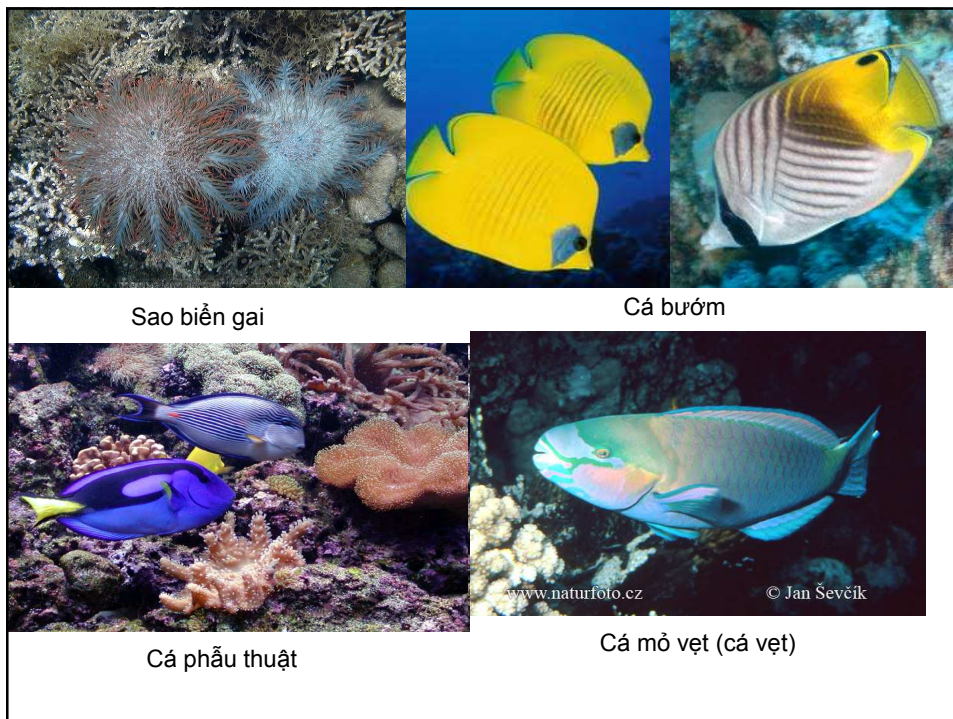 Sao biển gai
Cá bướm
www.naturfoto.cz
© Jan Ševčík
Cá phẫu thuật
Cá mỏ vẹt (cá vẹt)